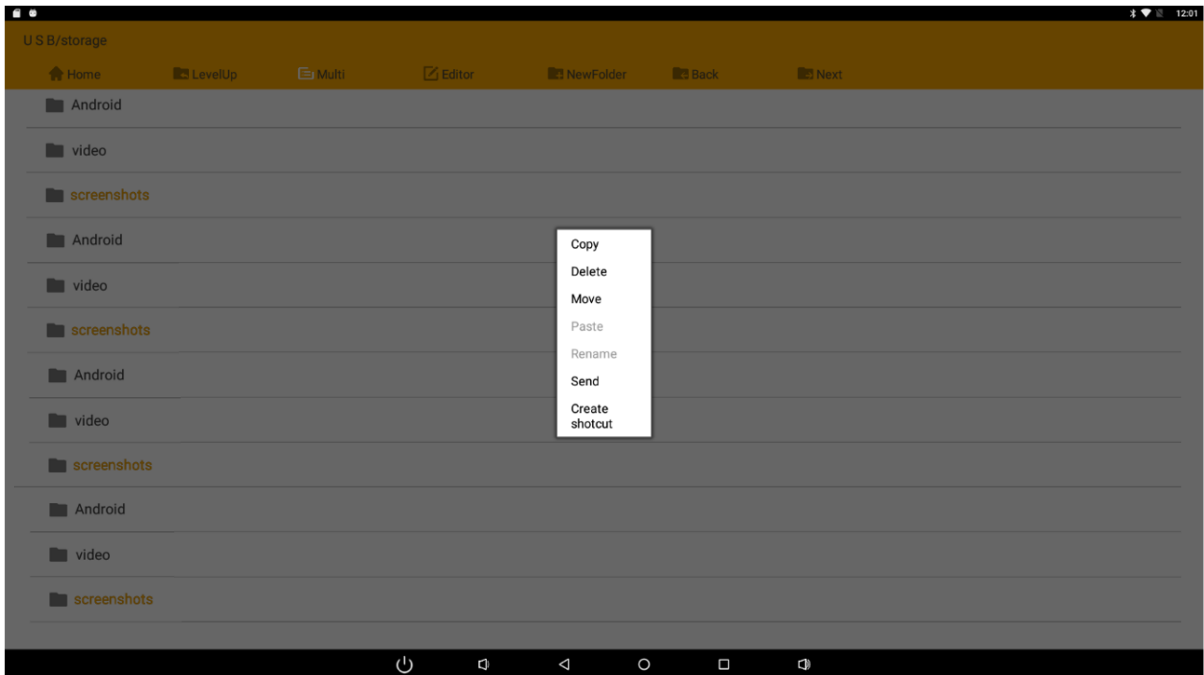 12:01
U S B/storage
Home LevelUp Multi Editor NewFolder Back Next
Android
video
screenshots
Android
video
screenshots
Android
video
screenshots
Android
video
screenshots
Copy
Delete
Move
Paste
Rename
Send
Create
shotcut